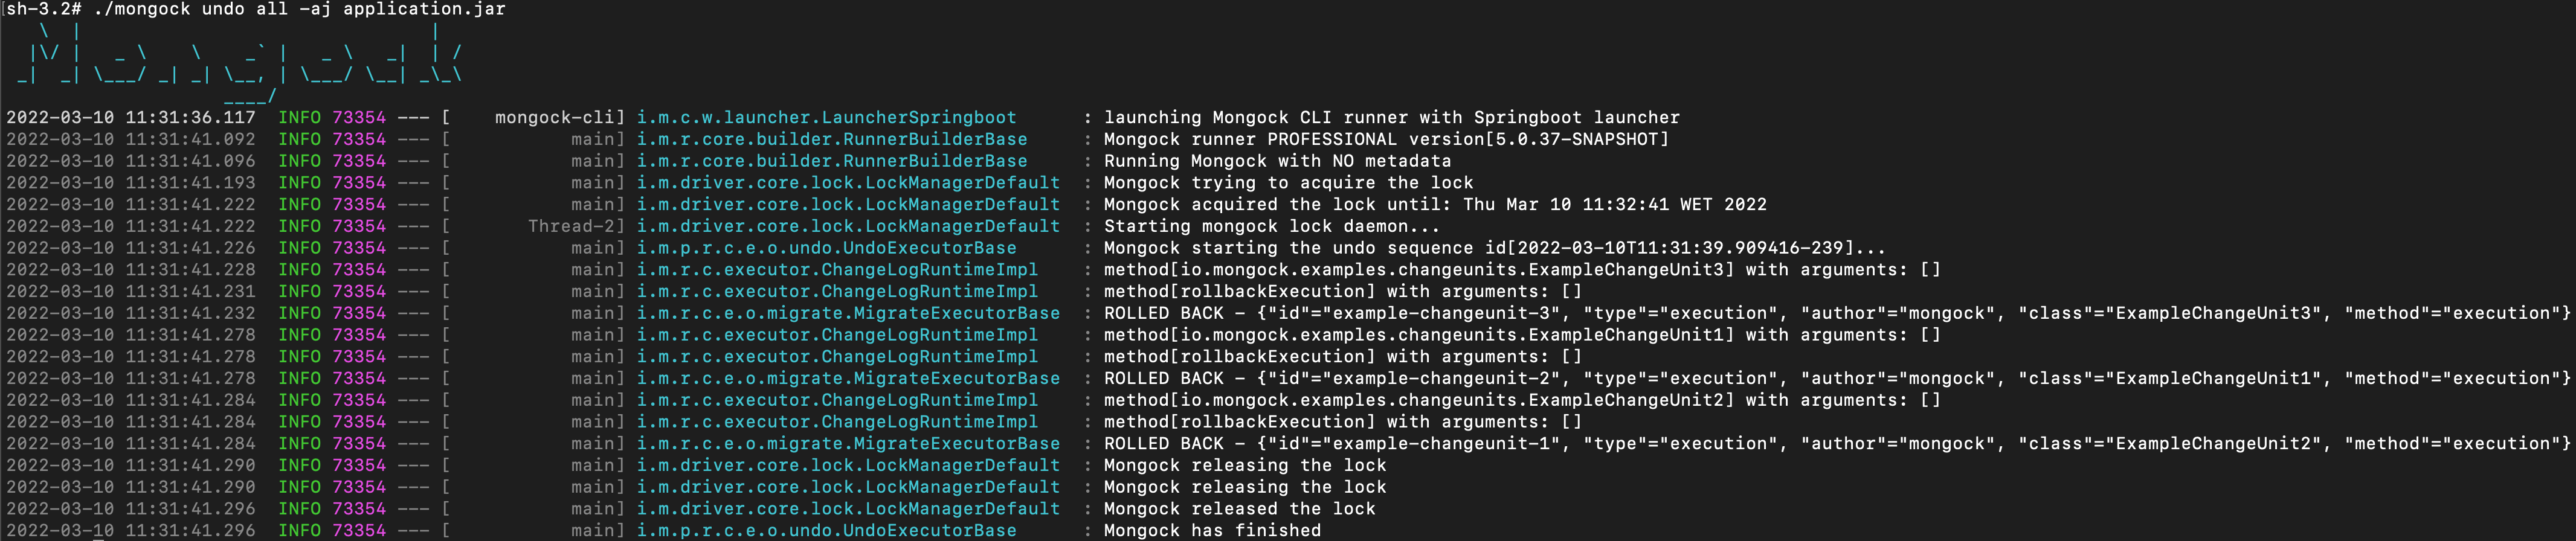 sh-3.2# ./mongock undo all -aj application.jar
Mongock
2022-03-10 11:31:36.117  INFO 73354 --- [    mongock-cli] i.m.c.w.launcher.LauncherSpringboot      : launching Mongock CLI runner with Springboot launcher
2022-03-10 11:31:41.092  INFO 73354 --- [           main] i.m.r.core.builder.RunnerBuilderBase     : Mongock runner PROFESSIONAL version[5.0.37-SNAPSHOT]
2022-03-10 11:31:41.096  INFO 73354 --- [           main] i.m.r.core.builder.RunnerBuilderBase     : Running Mongock with NO metadata
2022-03-10 11:31:41.193  INFO 73354 --- [           main] i.m.driver.core.lock.LockManagerDefault  : Mongock trying to acquire the lock
2022-03-10 11:31:41.222  INFO 73354 --- [           main] i.m.driver.core.lock.LockManagerDefault  : Mongock acquired the lock until: Thu Mar 10 11:32:41 WET 2022
2022-03-10 11:31:41.222  INFO 73354 --- [       Thread-2] i.m.driver.core.lock.LockManagerDefault  : Starting mongock lock daemon...
2022-03-10 11:31:41.226  INFO 73354 --- [           main] i.m.p.r.c.e.o.undo.UndoExecutorBase      : Mongock starting the undo sequence id[2022-03-10T11:31:39.909416-239]...
2022-03-10 11:31:41.228  INFO 73354 --- [           main] i.m.r.c.executor.ChangeLogRuntimeImpl    : method[io.mongock.examples.changeunits.ExampleChangeUnit3] with arguments: []
2022-03-10 11:31:41.231  INFO 73354 --- [           main] i.m.r.c.executor.ChangeLogRuntimeImpl    : method[rollbackExecution] with arguments: []
2022-03-10 11:31:41.232  INFO 73354 --- [           main] i.m.r.c.e.o.migrate.MigrateExecutorBase  : ROLLED BACK - {"id"="example-changeunit-3", "type"="execution", "author"="mongock", "class"="ExampleChangeUnit3", "method"="execution"}
2022-03-10 11:31:41.278  INFO 73354 --- [           main] i.m.r.c.executor.ChangeLogRuntimeImpl    : method[io.mongock.examples.changeunits.ExampleChangeUnit1] with arguments: []
2022-03-10 11:31:41.278  INFO 73354 --- [           main] i.m.r.c.executor.ChangeLogRuntimeImpl    : method[rollbackExecution] with arguments: []
2022-03-10 11:31:41.278  INFO 73354 --- [           main] i.m.r.c.e.o.migrate.MigrateExecutorBase  : ROLLED BACK - {"id"="example-changeunit-2", "type"="execution", "author"="mongock", "class"="ExampleChangeUnit1", "method"="execution"}
2022-03-10 11:31:41.284  INFO 73354 --- [           main] i.m.r.c.executor.ChangeLogRuntimeImpl    : method[io.mongock.examples.changeunits.ExampleChangeUnit2] with arguments: []
2022-03-10 11:31:41.284  INFO 73354 --- [           main] i.m.r.c.executor.ChangeLogRuntimeImpl    : method[rollbackExecution] with arguments: []
2022-03-10 11:31:41.284  INFO 73354 --- [           main] i.m.r.c.e.o.migrate.MigrateExecutorBase  : ROLLED BACK - {"id"="example-changeunit-1", "type"="execution", "author"="mongock", "class"="ExampleChangeUnit2", "method"="execution"}
2022-03-10 11:31:41.290  INFO 73354 --- [           main] i.m.driver.core.lock.LockManagerDefault  : Mongock releasing the lock
2022-03-10 11:31:41.290  INFO 73354 --- [           main] i.m.driver.core.lock.LockManagerDefault  : Mongock releasing the lock
2022-03-10 11:31:41.296  INFO 73354 --- [           main] i.m.driver.core.lock.LockManagerDefault  : Mongock released the lock
2022-03-10 11:31:41.296  INFO 73354 --- [           main] i.m.p.r.c.e.o.undo.UndoExecutorBase      : Mongock has finished